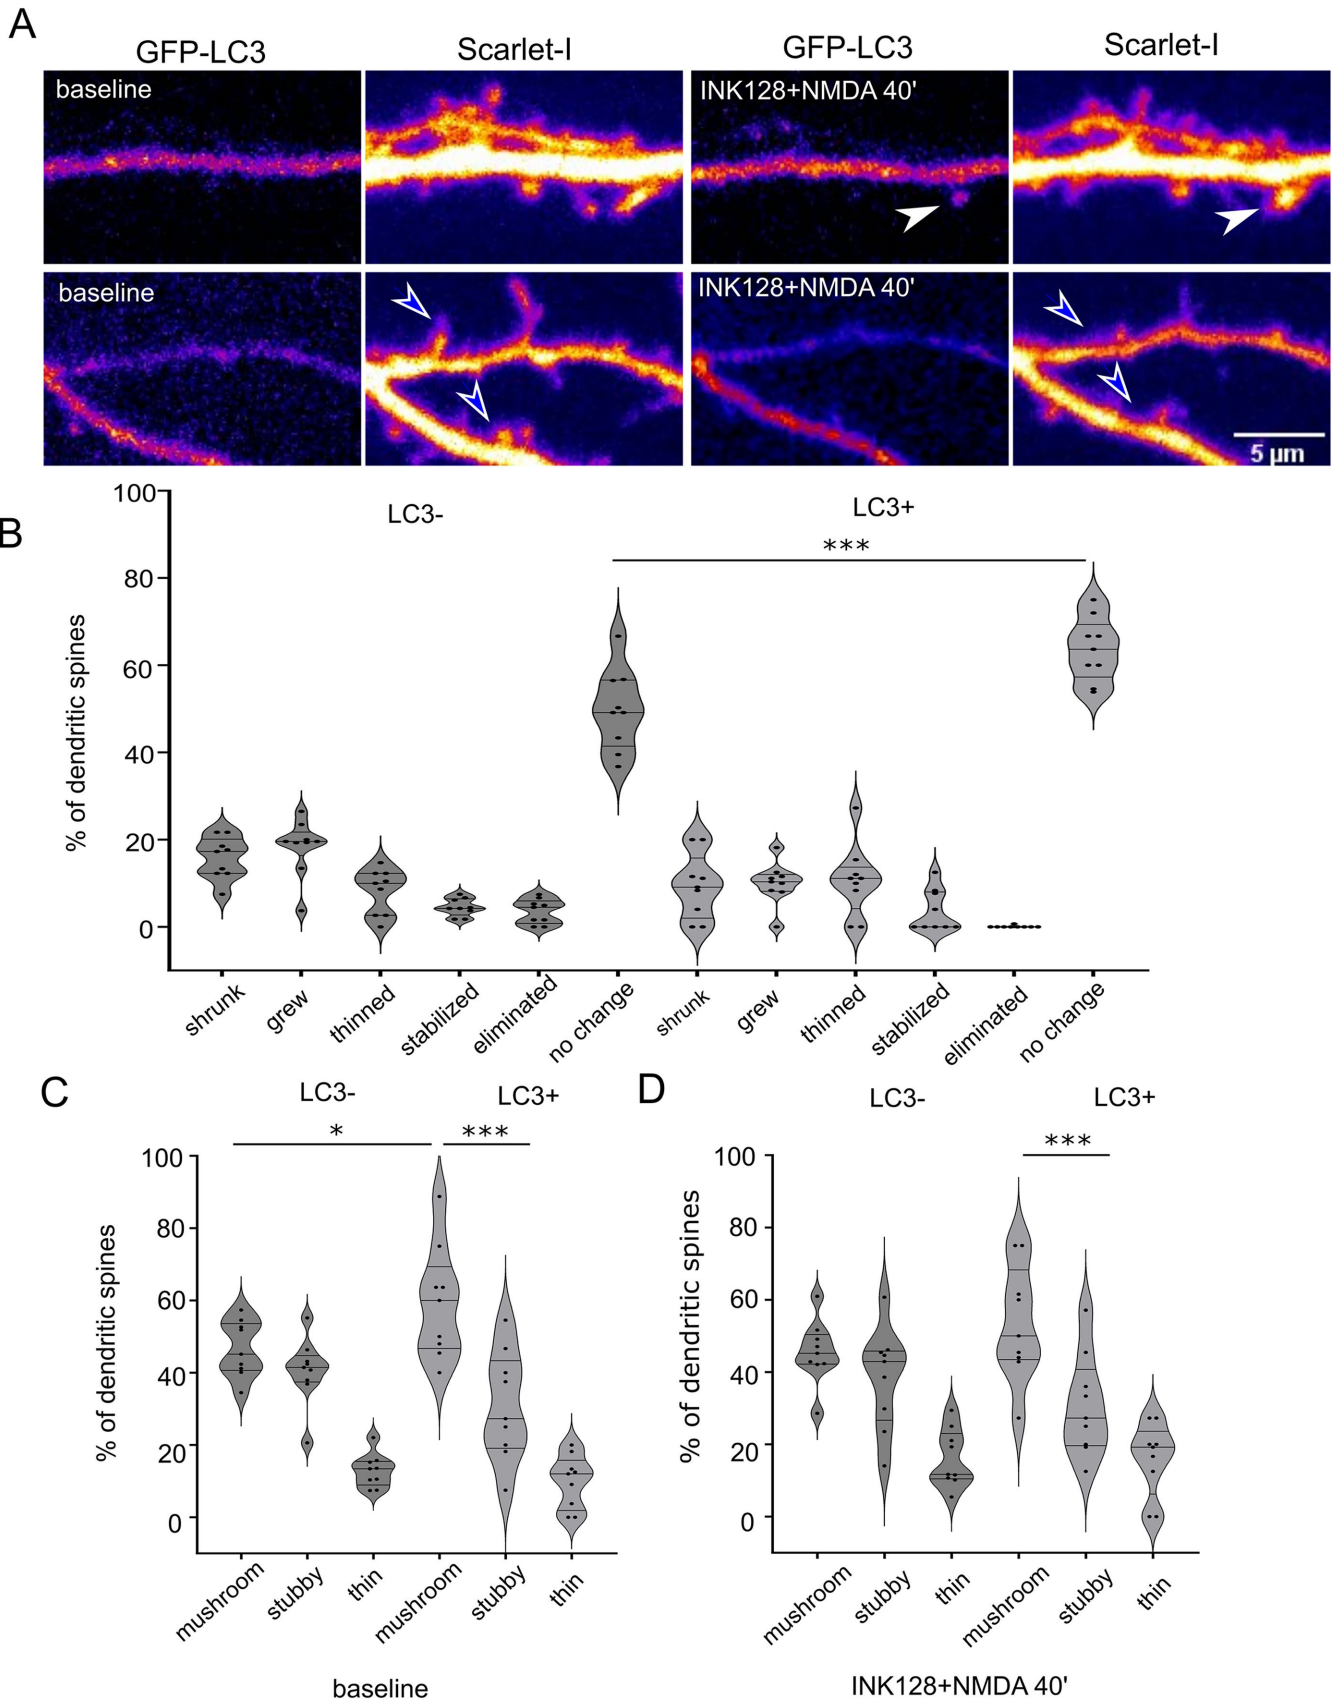 A
GFP-LC3 Scarlet-I GFP-LC3 Scarlet-I
baseline INK128+NMDA 40'
baseline INK128+NMDA 40'
5 µm
B
LC3- LC3+
***
% of dendritic spines
100
80
60
40
20
0
shrunk grew thinned stabilized eliminated no change shrunk grew thinned stabilized eliminated no change
C
LC3- LC3+
* ***
% of dendritic spines
100
80
60
40
20
0
mushroom stubby thin mushroom stubby thin
baseline
D
LC3- LC3+
***
% of dendritic spines
100
80
60
40
20
0
mushroom stubby thin mushroom stubby thin
INK128+NMDA 40'